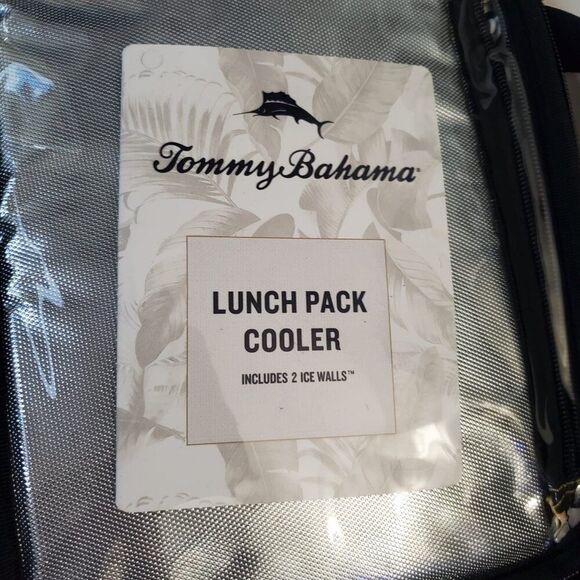 Tommy Bahama®
LUNCH PACK
COOLER
INCLUDES 2 ICE WALLS™